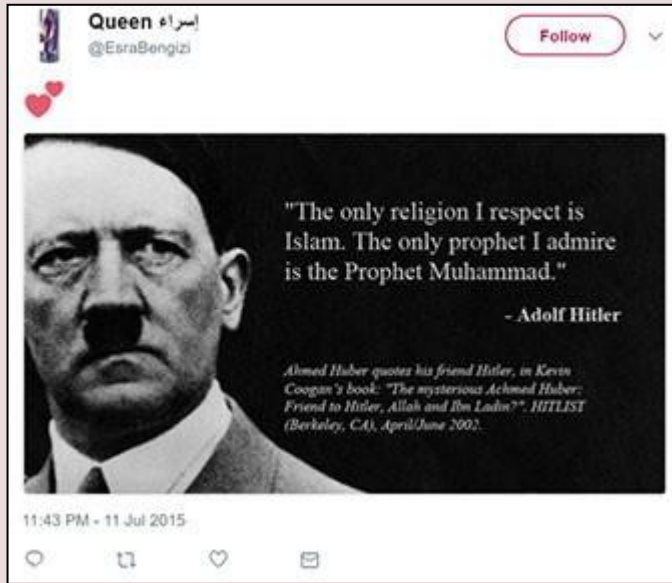 Queen إسراء
@EsraBengizi
Follow
"The only religion I respect is
Islam. The only prophet I admire
is the Prophet Muhammad."
- Adolf Hitler
Ahmed Huber quotes his friend Hitler, in Kevin
Coogan's book: "The mysterious Achmed Huber:
Friend to Hitler, Allah and Ibn Ladin?". HITLIST
(Berkeley, CA), April/June 2002.
11:43 PM - 11 Jul 2015